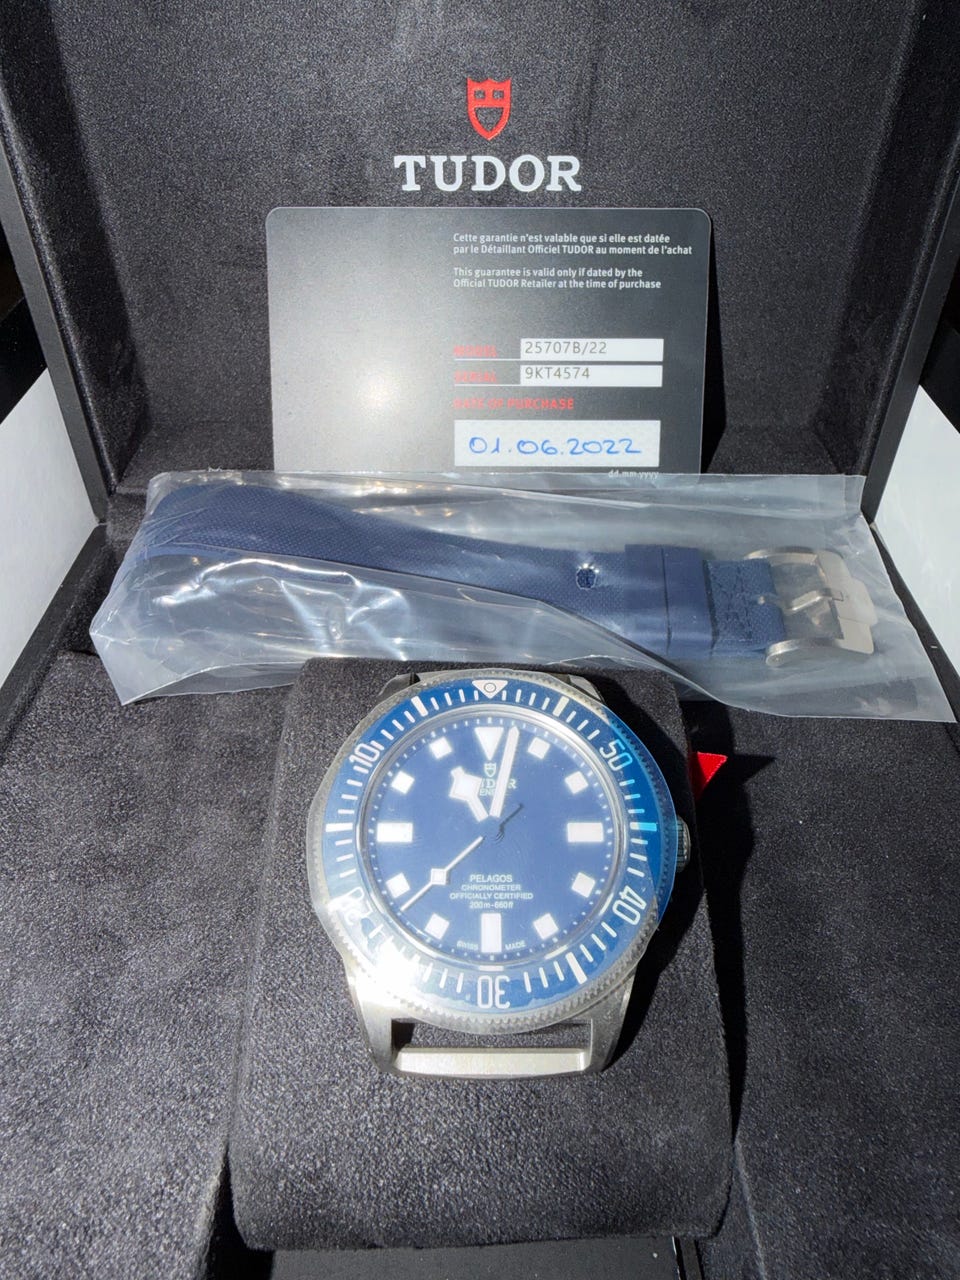 TUDOR
Cette garantie n'est valable que si elle est datée
par le Détaillant Officiel TUDOR au moment de l'achat
This guarantee is valid only if dated by the
Official TUDOR Retailer at the time of purchase
MODEL 25707B/22
SERIAL 9KT4574
DATE OF PURCHASE
01.06.2022
dd.mm.yyyy
10
50
TUDOR
PELAGOS
CHRONOMETER
OFFICIALLY CERTIFIED
200m-660ft
SWISS MADE
40
30